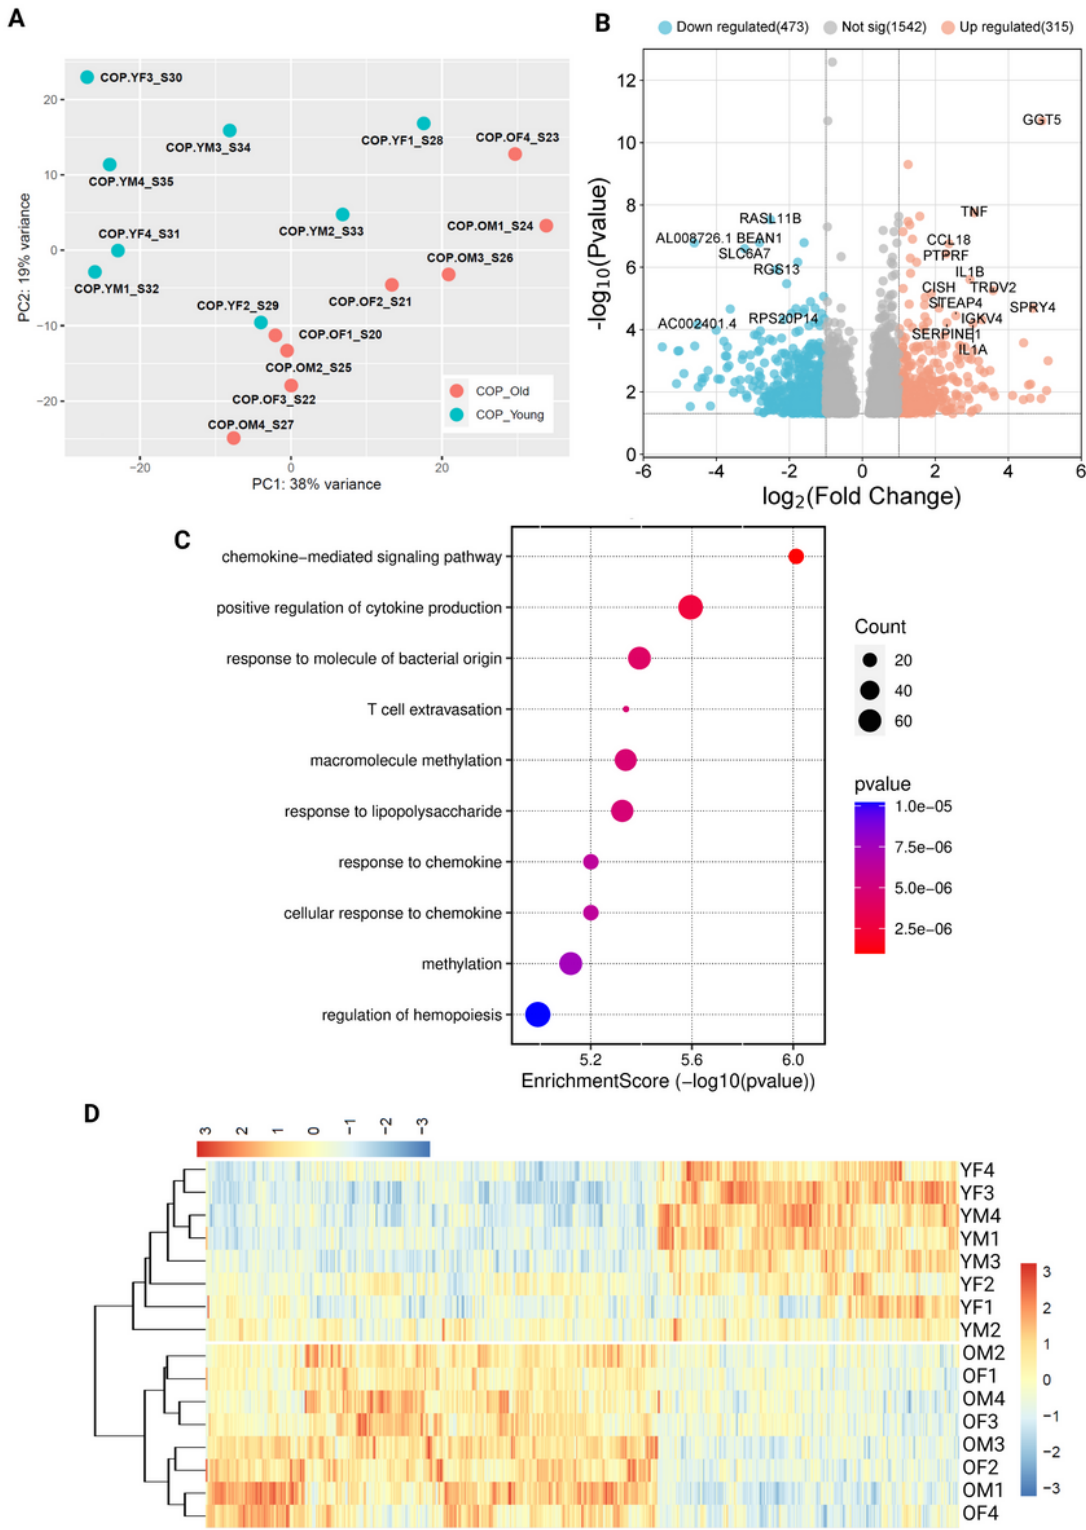 A
COP.YF3_S30
COP.YM3_S34
COP.YF1_S28
COP.OF4_S23
COP.YM4_S35
COP.YM2_S33
COP.OM1_S24
COP.YF4_S31
COP.OM3_S26
COP.YM1_S32
COP.OF2_S21
COP.YF2_S29
COP.OF1_S20
COP.OM2_S25
COP.OF3_S22
COP.OM4_S27
COP_Old
COP_Young
20
10
0
−10
−20
PC2: 19% variance
−20
0
20
PC1: 38% variance
B
Down regulated(473)
Not sig(1542)
Up regulated(315)
12
10
8
6
4
2
0
-log10(Pvalue)
GGT5
TNF
RASL11B
AL008726.1 BEAN1
CCL18
SLC6A7
PTPRF
RGS13
IL1B
CISH
TRDV2
STEAP4
SPRY4
AC002401.4
RPS20P14
IGKV4
SERPINE1
IL1A
-6
-4
-2
0
2
4
6
log2(Fold Change)
C
chemokine−mediated signaling pathway
positive regulation of cytokine production
response to molecule of bacterial origin
T cell extravasation
macromolecule methylation
response to lipopolysaccharide
response to chemokine
cellular response to chemokine
methylation
regulation of hemopoiesis
5.2
5.6
6.0
EnrichmentScore (−log10(pvalue))
Count
20
40
60
pvalue
1.0e−05
7.5e−06
5.0e−06
2.5e−06
D
3
2
1
0
−1
−2
−3
YF4
YF3
YM4
YM1
YM3
YF2
YF1
YM2
OM2
OF1
OM4
OF3
OM3
OF2
OM1
OF4
3
2
1
0
−1
−2
−3